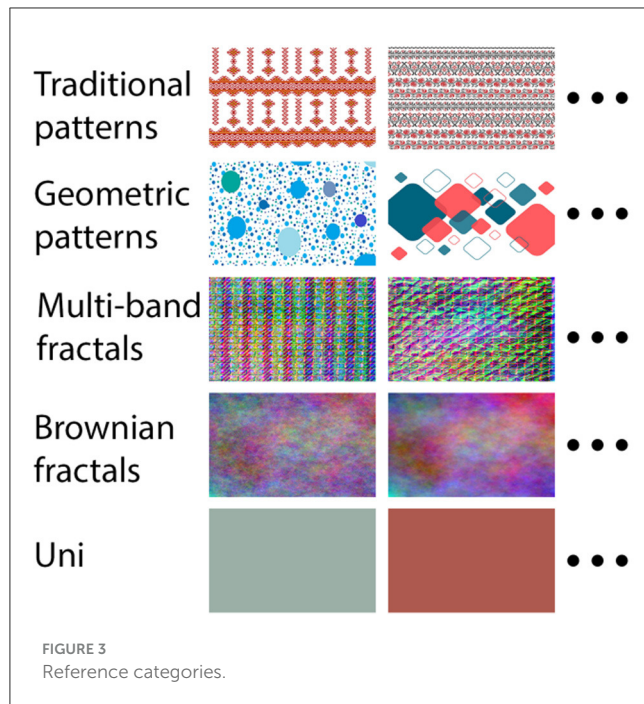 Traditional
patterns
Geometric
patterns
Multi-band
fractals
Brownian
fractals
Uni
FIGURE 3
Reference categories.